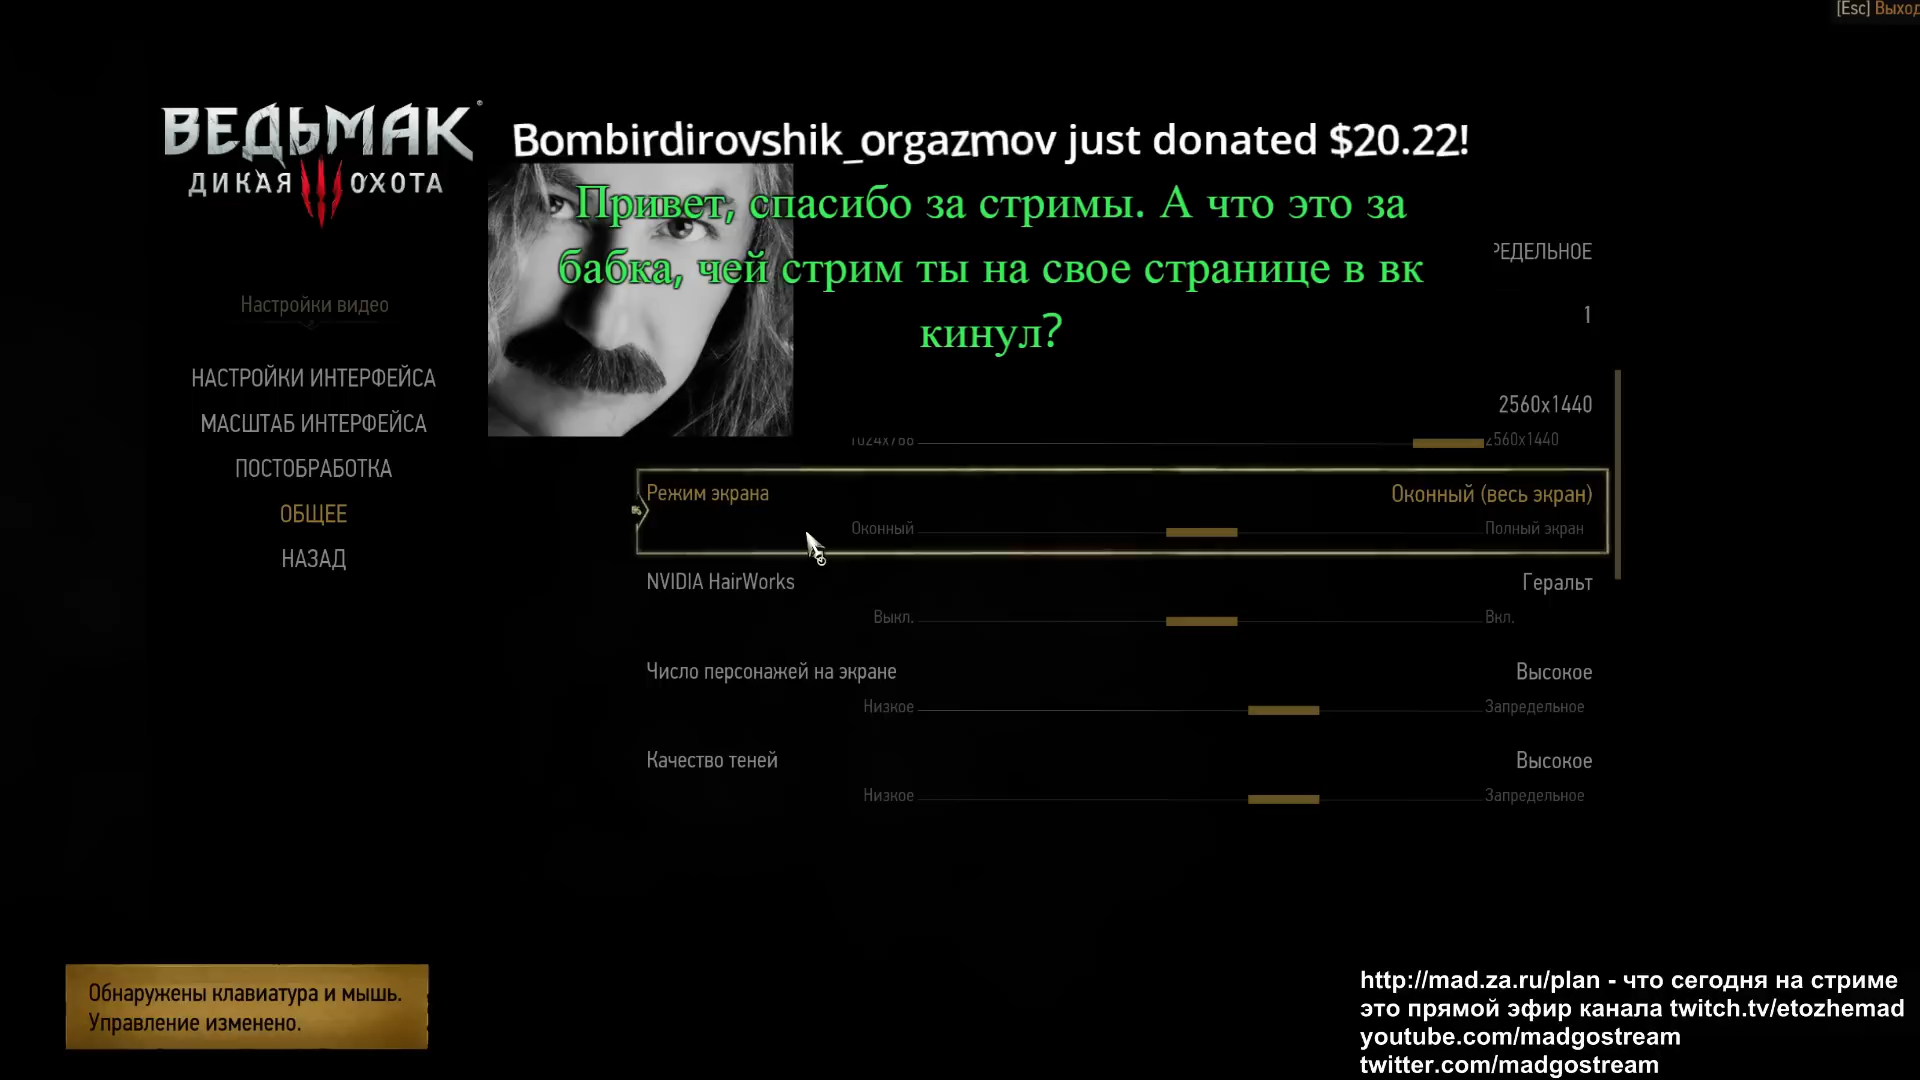 [Esc] Выход
ВЕДЬМАК
ДИКАЯ III ОХОТА
Bombirdirovshik_orgazmov just donated $20.22!
Привет, спасибо за стримы. А что это за
бабка, чей стрим ты на свое странице в вк
кинул?
Настройки видео
НАСТРОЙКИ ИНТЕРФЕЙСА
МАСШТАБ ИНТЕРФЕЙСА
ПОСТОБРАБОТКА
ОБЩЕЕ
НАЗАД
РЕДЕЛЬНОЕ
1
2560x1440
1024x768 2560x1440
Режим экрана Оконный (весь экран)
Оконный Полный экран
NVIDIA HairWorks Геральт
Выкл. Вкл.
Число персонажей на экране Высокое
Низкое Запредельное
Качество теней Высокое
Низкое Запредельное
Обнаружены клавиатура и мышь.
Управление изменено.
http://mad.za.ru/plan - что сегодня на стриме
это прямой эфир канала twitch.tv/etozhemad
youtube.com/madgostream
twitter.com/madgostream